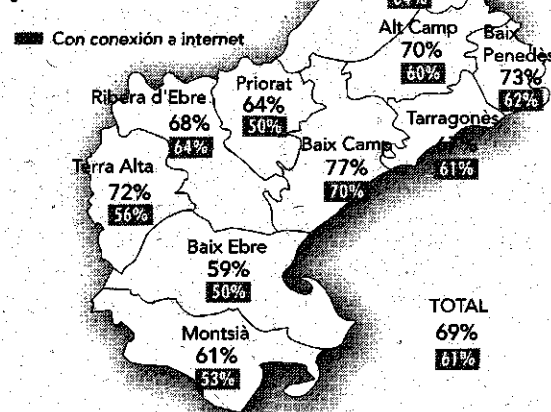 Con conexión a internet
Alt Camp
70%
60%
Baix
Penedès
73%
62%
Priorat
64%
50%
Ribera d'Ebre
68%
64%
Tarragonès
61%
Baix Camp
77%
70%
Terra Alta
72%
56%
Baix Ebre
59%
50%
Montsià
61%
53%
TOTAL
69%
61%